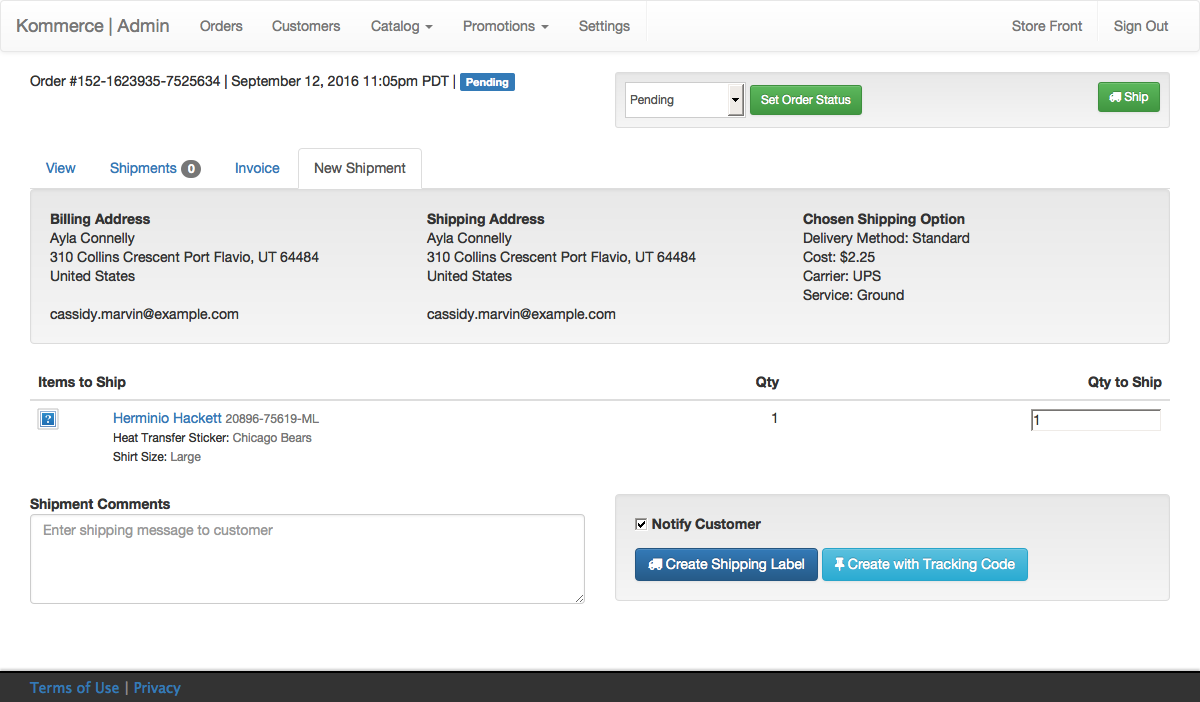 Kommerce | Admin Orders Customers Catalog Promotions Settings Store Front Sign Out
Order #152-1623935-7525634 | September 12, 2016 11:05pm PDT | Pending
Pending Set Order Status Ship
View Shipments 0 Invoice New Shipment
Billing Address
Ayla Connelly
310 Collins Crescent Port Flavio, UT 64484
United States
cassidy.marvin@example.com
Shipping Address
Ayla Connelly
310 Collins Crescent Port Flavio, UT 64484
United States
cassidy.marvin@example.com
Chosen Shipping Option
Delivery Method: Standard
Cost: $2.25
Carrier: UPS
Service: Ground
Items to Ship Qty Qty to Ship
? Herminio Hackett 20896-75619-ML 1 1
Heat Transfer Sticker: Chicago Bears
Shirt Size: Large
Shipment Comments
Enter shipping message to customer
Notify Customer
Create Shipping Label Create with Tracking Code
Terms of Use | Privacy